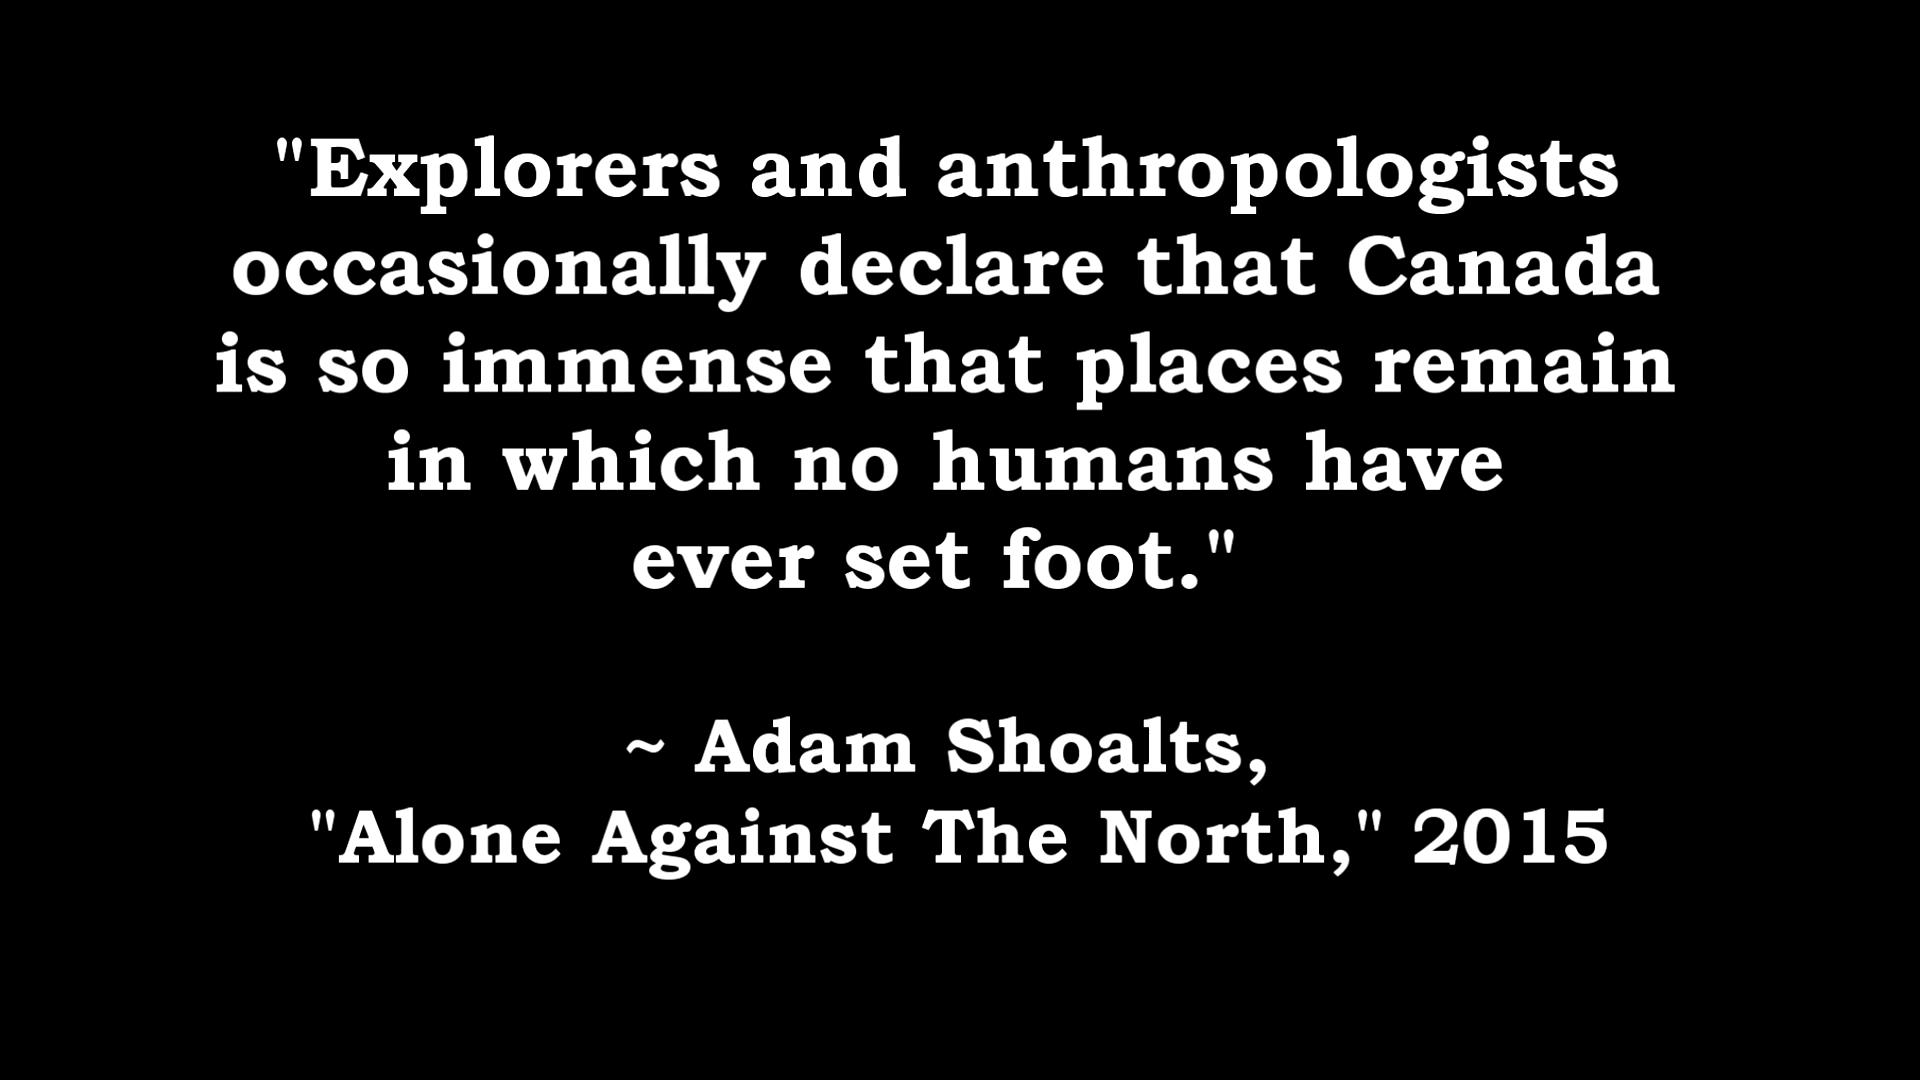 "Explorers and anthropologists
occasionally declare that Canada
is so immense that places remain
in which no humans have
ever set foot."
~ Adam Shoalts,
"Alone Against The North," 2015